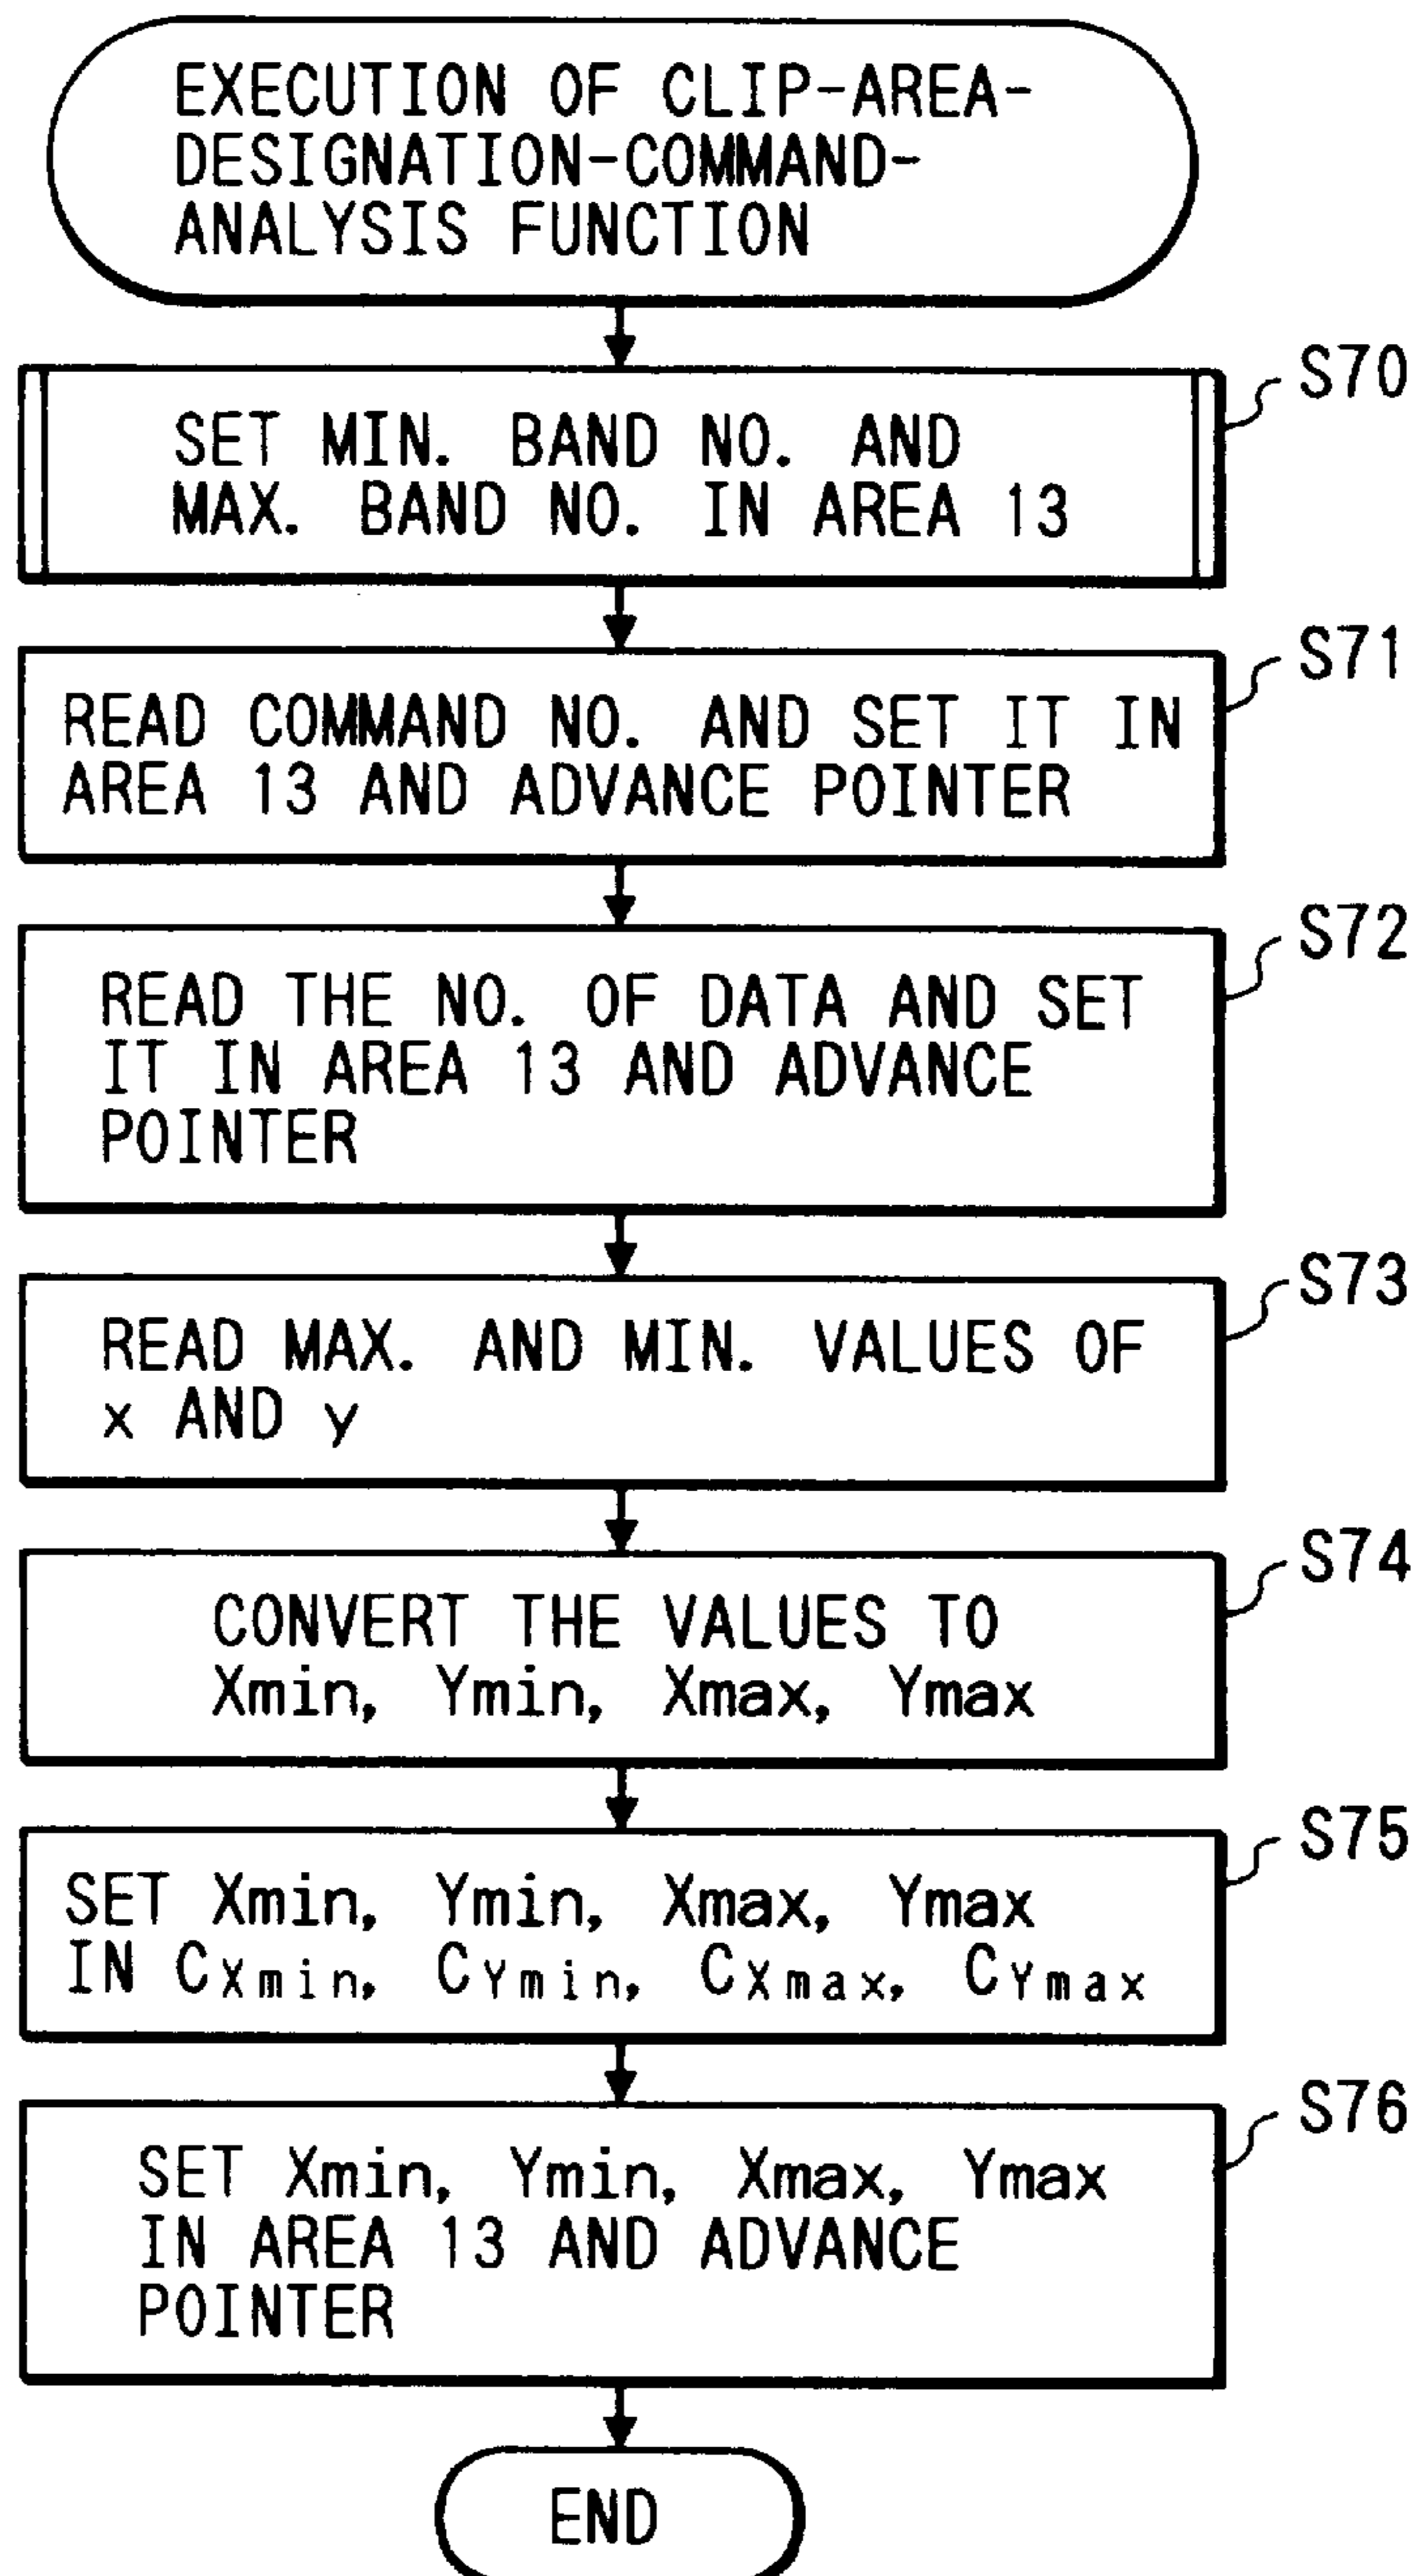 EXECUTION OF CLIP-AREA-
DESIGNATION-COMMAND-
ANALYSIS FUNCTION
S70
SET MIN. BAND NO. AND
MAX. BAND NO. IN AREA 13
S71
READ COMMAND NO. AND SET IT IN
AREA 13 AND ADVANCE POINTER
S72
READ THE NO. OF DATA AND SET
IT IN AREA 13 AND ADVANCE
POINTER
S73
READ MAX. AND MIN. VALUES OF
x AND y
S74
CONVERT THE VALUES TO
Xmin, Ymin, Xmax, Ymax
S75
SET Xmin, Ymin, Xmax, Ymax
IN CXmin, CYmin, CXmax, CYmax
S76
SET Xmin, Ymin, Xmax, Ymax
IN AREA 13 AND ADVANCE
POINTER
END